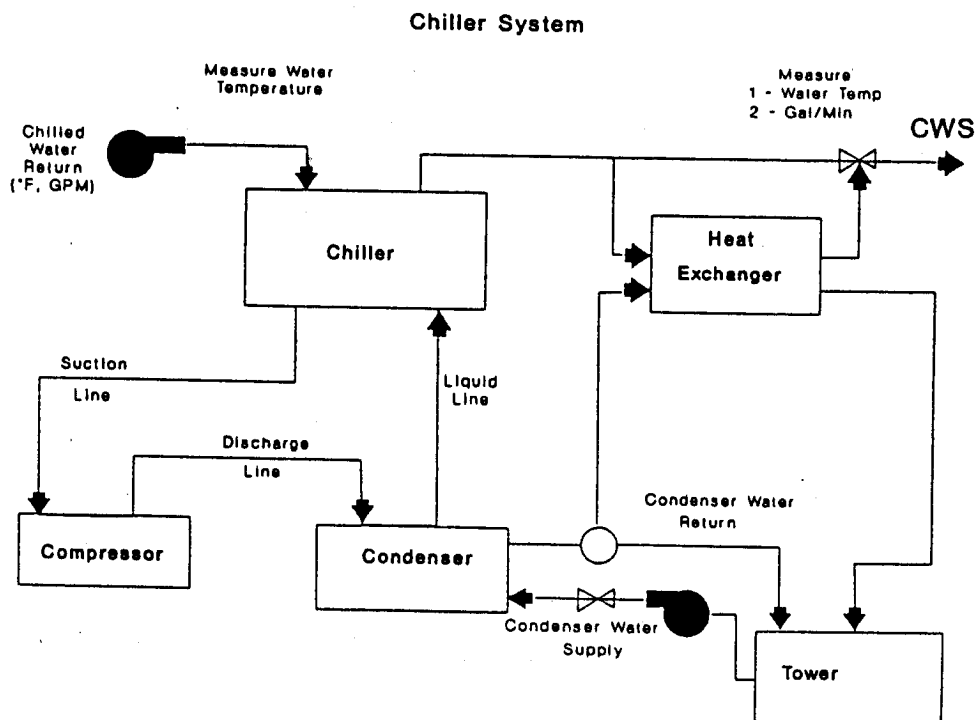 Chiller System
Measure Water
Temperature
Measure
1 - Water Temp
2 - Gal/Min
CWS
Chilled
Water
Return
(°F, GPM)
Chiller
Heat
Exchanger
Suction
Line
Liquid
Line
Discharge
Line
Condenser Water
Return
Compressor
Condenser
Condenser Water
Supply
Tower